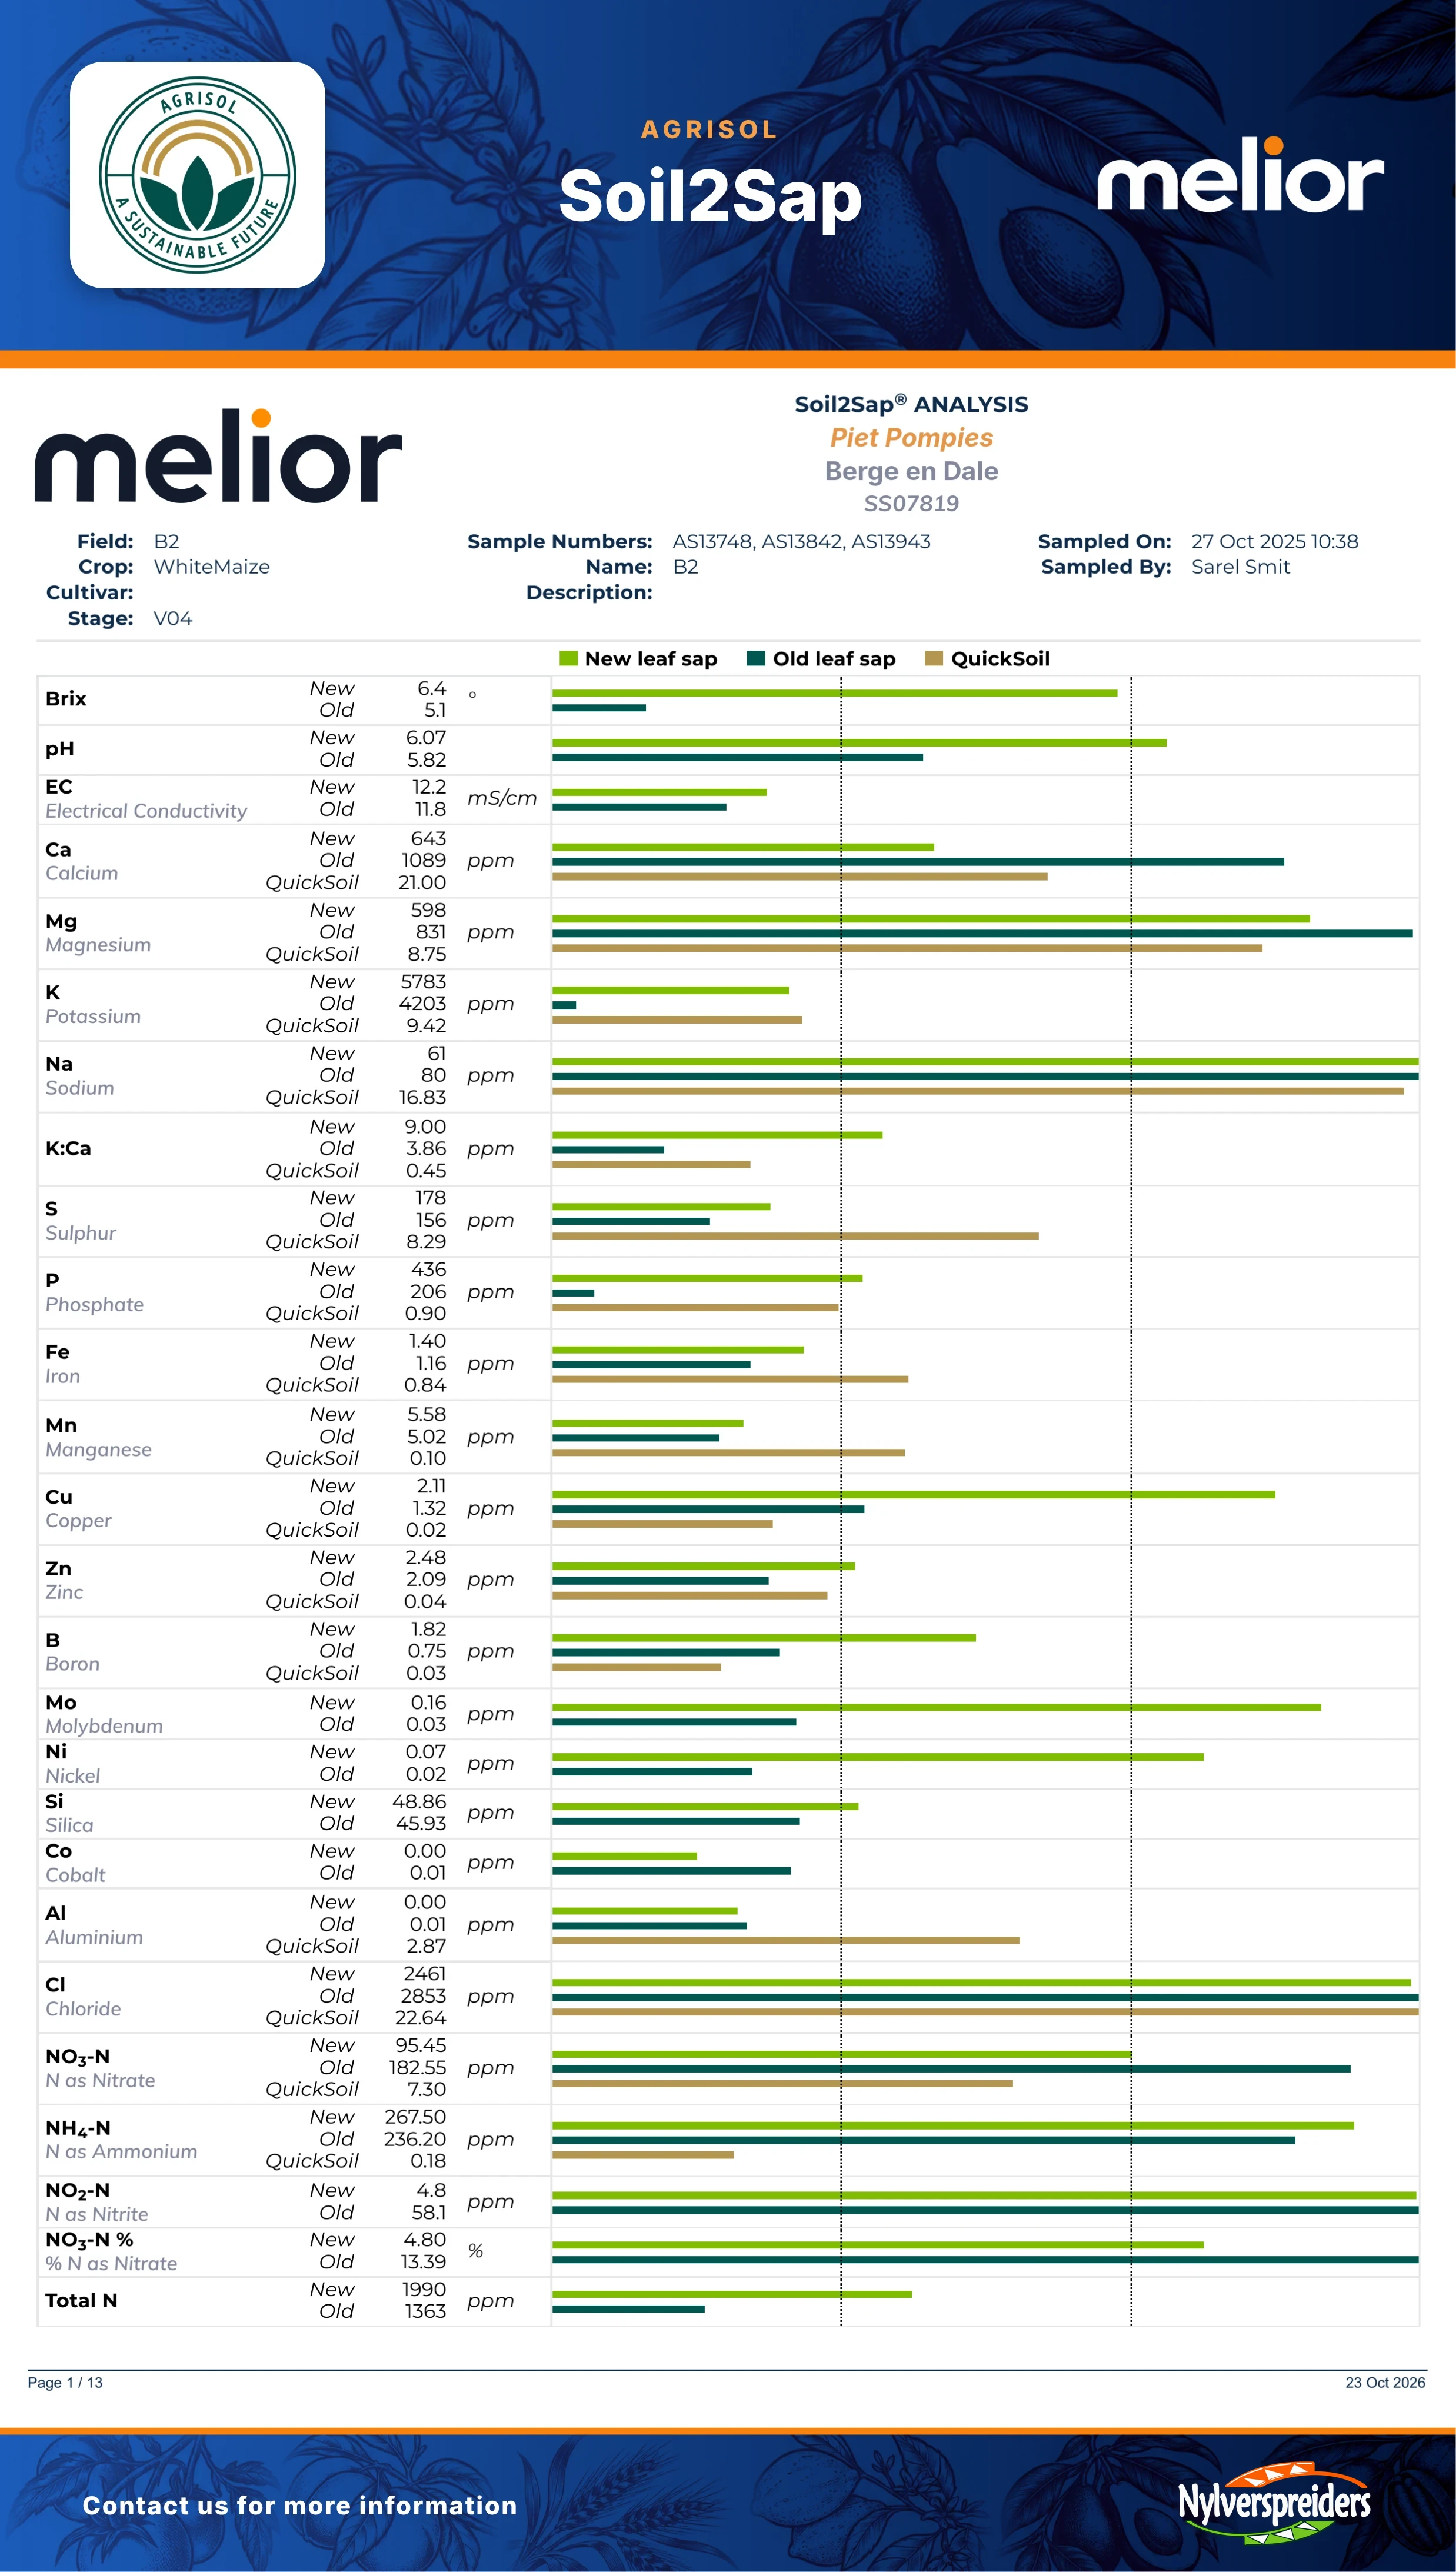 AGRISOL
A SUSTAINABLE FUTURE
AGRISOL
Soil2Sap
melior
melior
Soil2Sap® ANALYSIS
Piet Pompies
Berge en Dale
SS07819
Field: B2 Sample Numbers: AS13748, AS13842, AS13943 Sampled On: 27 Oct 2025 10:38
Crop: WhiteMaize Name: B2 Sampled By: Sarel Smit
Cultivar: Description:
Stage: V04
New leaf sap Old leaf sap QuickSoil
Brix New 6.4 °
Old 5.1
pH New 6.07
Old 5.82
EC New 12.2 mS/cm
Electrical Conductivity Old 11.8
Ca New 643
Calcium Old 1089 ppm
QuickSoil 21.00
Mg New 598
Magnesium Old 831 ppm
QuickSoil 8.75
K New 5783
Potassium Old 4203 ppm
QuickSoil 9.42
Na New 61
Sodium Old 80 ppm
QuickSoil 16.83
New 9.00
K:Ca Old 3.86 ppm
QuickSoil 0.45
S New 178
Sulphur Old 156 ppm
QuickSoil 8.29
P New 436
Phosphate Old 206 ppm
QuickSoil 0.90
Fe New 1.40
Iron Old 1.16 ppm
QuickSoil 0.84
Mn New 5.58
Manganese Old 5.02 ppm
QuickSoil 0.10
Cu New 2.11
Copper Old 1.32 ppm
QuickSoil 0.02
Zn New 2.48
Zinc Old 2.09 ppm
QuickSoil 0.04
B New 1.82
Boron Old 0.75 ppm
QuickSoil 0.03
Mo New 0.16 ppm
Molybdenum Old 0.03
Ni New 0.07 ppm
Nickel Old 0.02
Si New 48.86 ppm
Silica Old 45.93
Co New 0.00 ppm
Cobalt Old 0.01
Al New 0.00
Aluminium Old 0.01 ppm
QuickSoil 2.87
Cl New 2461
Chloride Old 2853 ppm
QuickSoil 22.64
NO3-N New 95.45
N as Nitrate Old 182.55 ppm
QuickSoil 7.30
NH4-N New 267.50
N as Ammonium Old 236.20 ppm
QuickSoil 0.18
NO2-N New 4.8 ppm
N as Nitrite Old 58.1
NO3-N % New 4.80 %
% N as Nitrate Old 13.39
Total N New 1990 ppm
Old 1363
Page 1 / 13 23 Oct 2026
Contact us for more information
Nylverspreiders